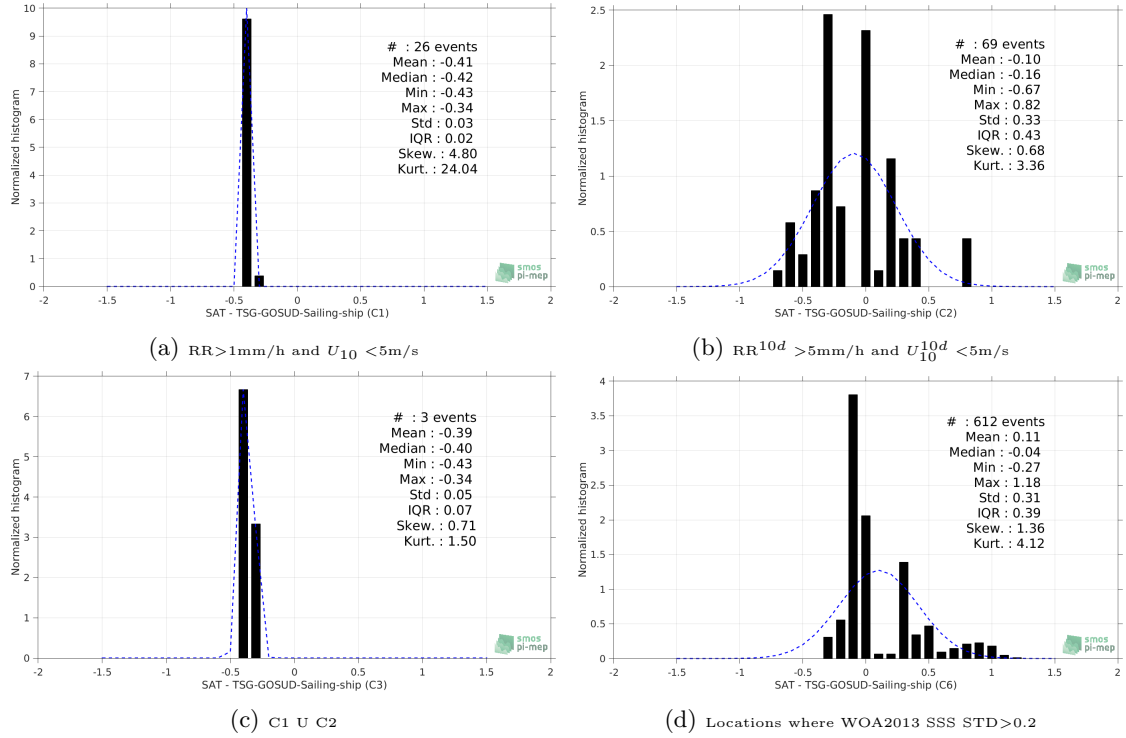 10
9
8
7
6
5
4
3
2
1
0
-2
-1.5
-1
-0.5
0
0.5
1
1.5
2
Normalized histogram
SAT - TSG-GOSUD-Sailing-ship (C1)
# : 26 events
Mean : -0.41
Median : -0.42
Min : -0.43
Max : -0.34
Std : 0.03
IQR : 0.02
Skew. : 4.80
Kurt. : 24.04
smos
pi-mep
(a) RR>1mm/h and U10 <5m/s
2.5
2
1.5
1
0.5
0
-2
-1.5
-1
-0.5
0
0.5
1
1.5
2
Normalized histogram
SAT - TSG-GOSUD-Sailing-ship (C2)
# : 69 events
Mean : -0.10
Median : -0.16
Min : -0.67
Max : 0.82
Std : 0.33
IQR : 0.43
Skew. : 0.68
Kurt. : 3.36
smos
pi-mep
(b) RR^10d >5mm/h and U10^10d <5m/s
7
6
5
4
3
2
1
0
-2
-1.5
-1
-0.5
0
0.5
1
1.5
2
Normalized histogram
SAT - TSG-GOSUD-Sailing-ship (C3)
# : 3 events
Mean : -0.39
Median : -0.40
Min : -0.43
Max : -0.34
Std : 0.05
IQR : 0.07
Skew. : 0.71
Kurt. : 1.50
smos
pi-mep
(c) C1 U C2
4
3.5
3
2.5
2
1.5
1
0.5
0
-2
-1.5
-1
-0.5
0
0.5
1
1.5
2
Normalized histogram
SAT - TSG-GOSUD-Sailing-ship (C6)
# : 612 events
Mean : 0.11
Median : -0.04
Min : -0.27
Max : 1.18
Std : 0.31
IQR : 0.39
Skew. : 1.36
Kurt. : 4.12
smos
pi-mep
(d) Locations where WOA2013 SSS STD>0.2